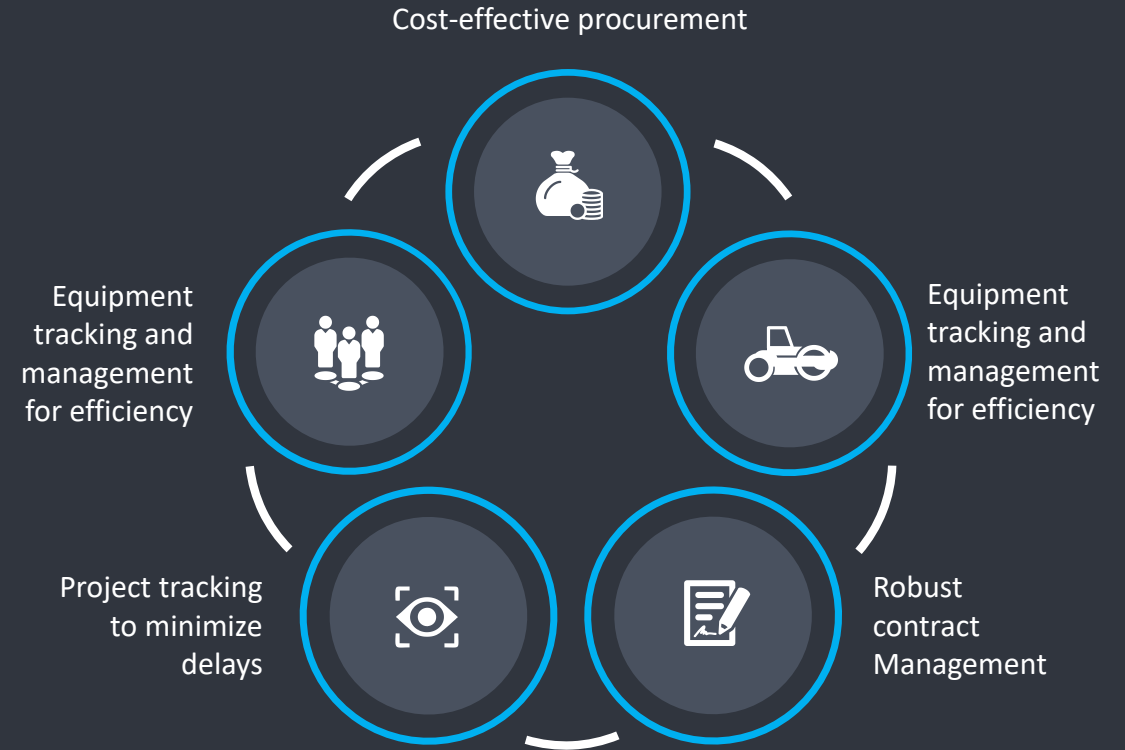 Cost-effective procurement
Equipment
tracking and
management
for efficiency
Equipment
tracking and
management
for efficiency
Project tracking
to minimize
delays
Robust
contract
Management